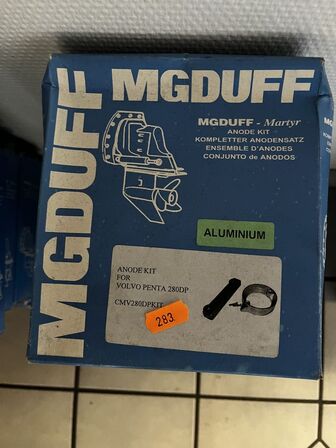 MGDUFF
MGDUFF
MGDUFF - Martyr
ANODE KIT
KOMPLETTER ANODENSATZ
ENSEMBLE D'ANODES
CONJUNTO de ANODOS
ALUMINIUM
ANODE KIT
FOR
VOLVO PENTA 280DP
CMV280DPKIT
283